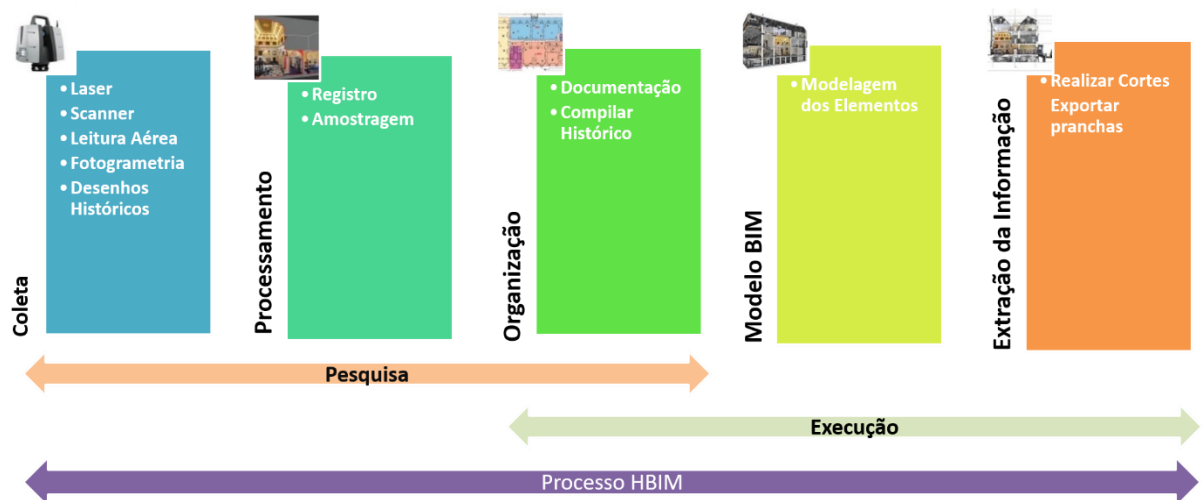 Coleta
• Laser
• Scanner
• Leitura Aérea
• Fotogrametria
• Desenhos
Históricos
Processamento
• Registro
• Amostragem
Organização
• Documentação
• Compilar
Histórico
Modelo BIM
• Modelagem
dos Elementos
Extração da Informação
• Realizar Cortes
Exportar
pranchas
Pesquisa
Execução
Processo HBIM